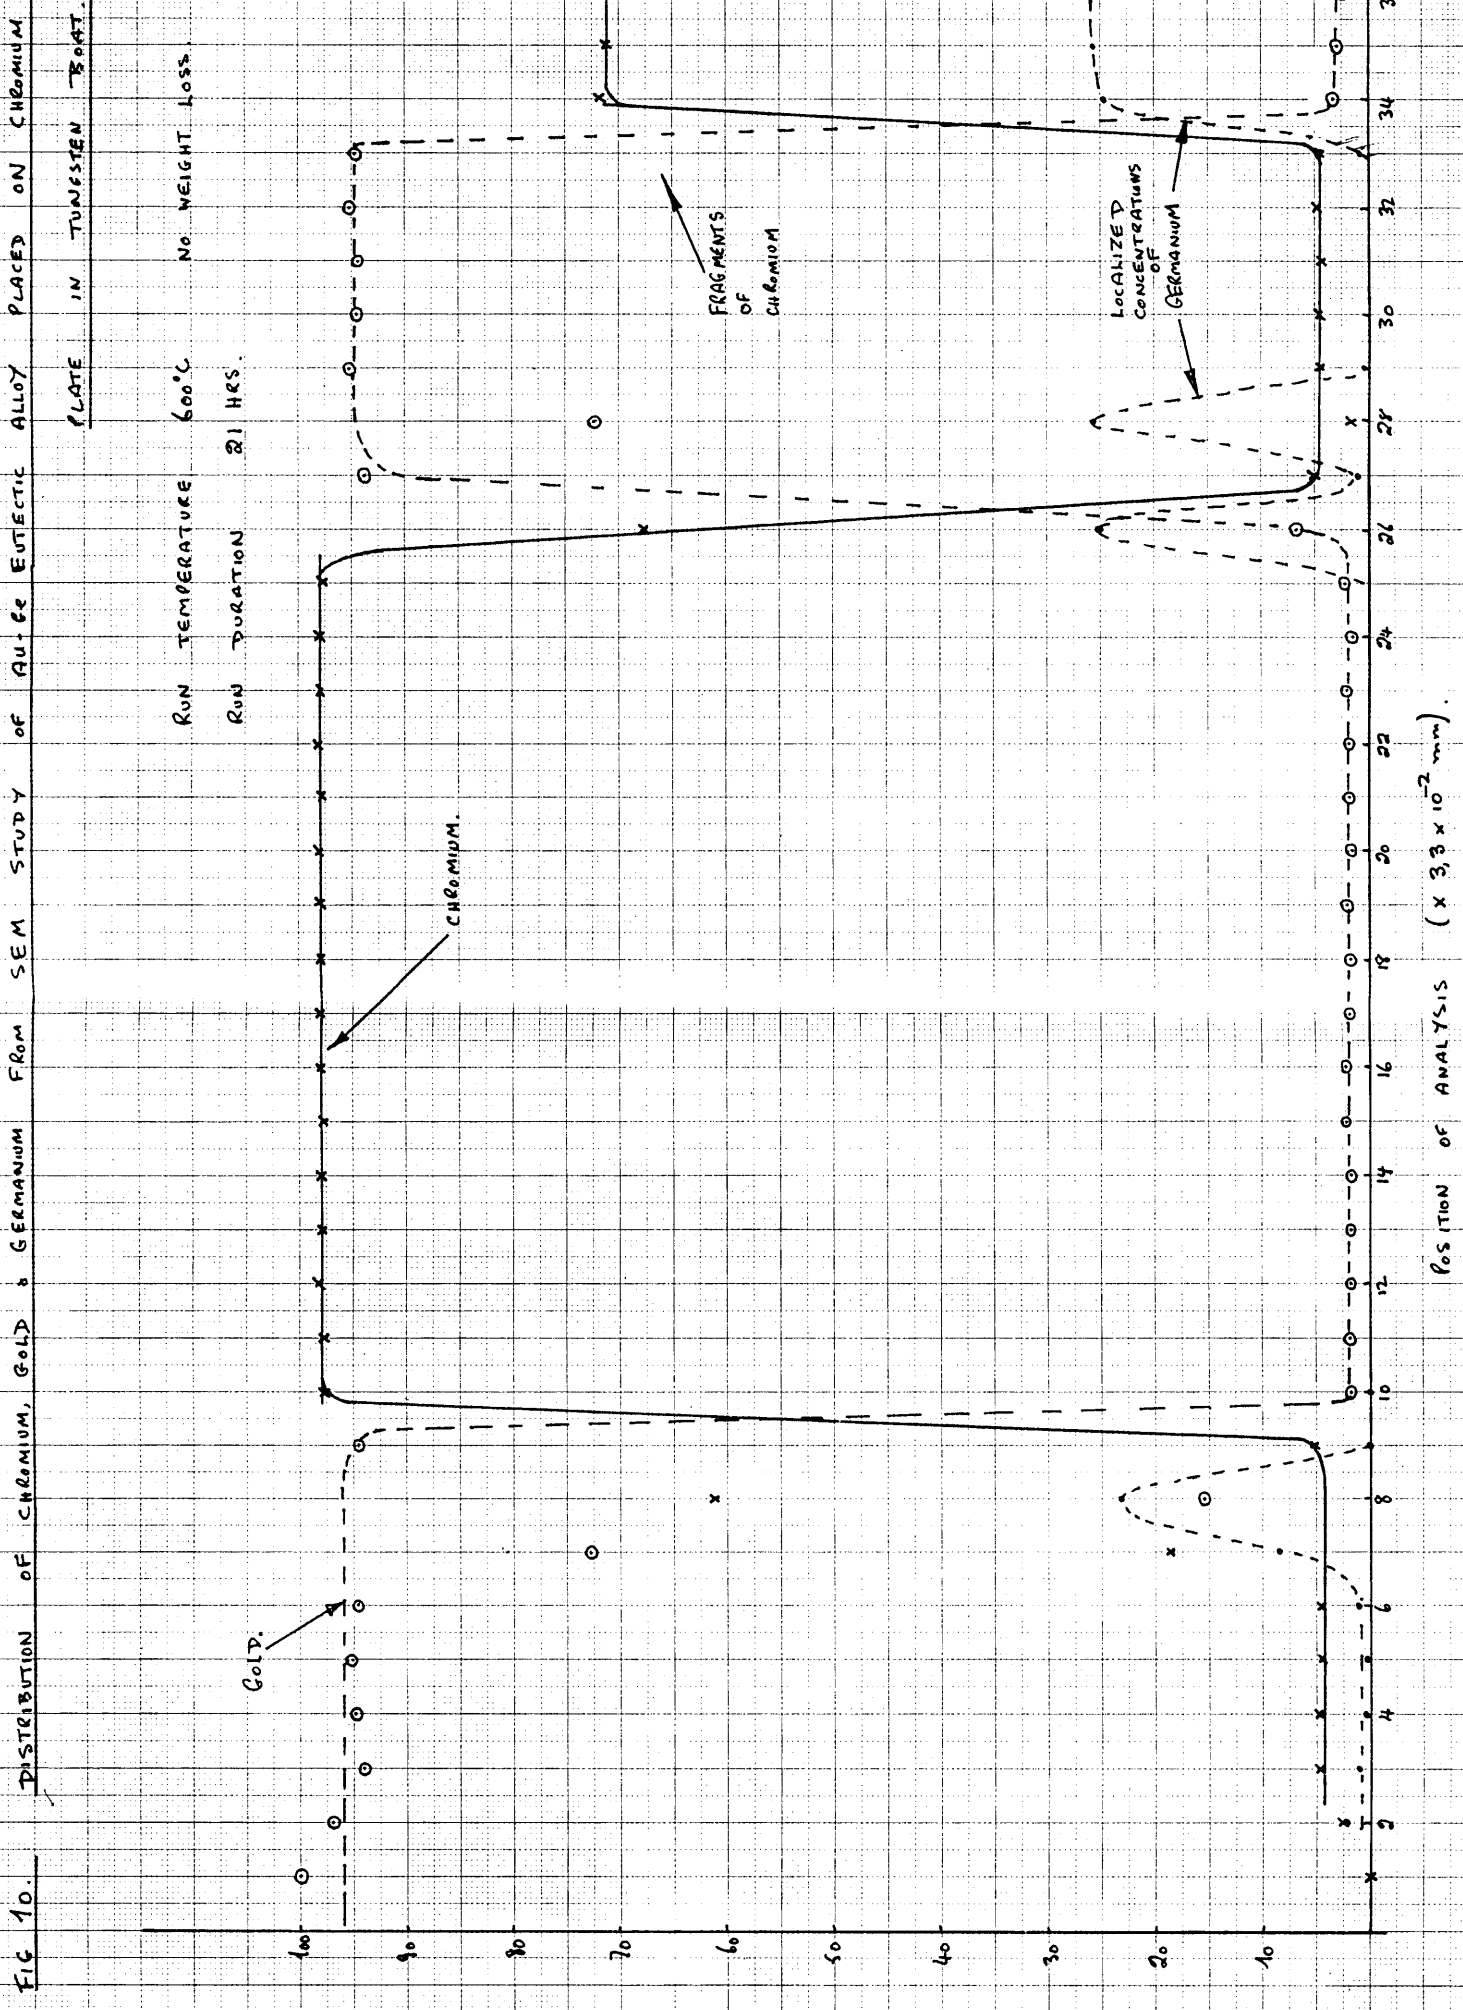 FIG 10. DISTRIBUTION OF CHROMIUM, GOLD & GERMANIUM FROM SEM STUDY OF AU-GE EUTECTIC ALLOY PLACED ON CHROMIUM
PLATE IN TUNGSTEN BOAT.
RUN TEMPERATURE 600°C NO WEIGHT LOSS.
RUN DURATION 21 HRS.
GOLD.
CHROMIUM.
FRAGMENTS
OF
CHROMIUM
LOCALIZED
CONCENTRATIONS
OF
GERMANIUM
100
90
80
70
60
50
40
30
20
10
2 4 6 8 10 12 14 16 18 20 22 24 26 28 30 32 34
POSITION OF ANALYSIS (x 3,3 x 10⁻² mm).